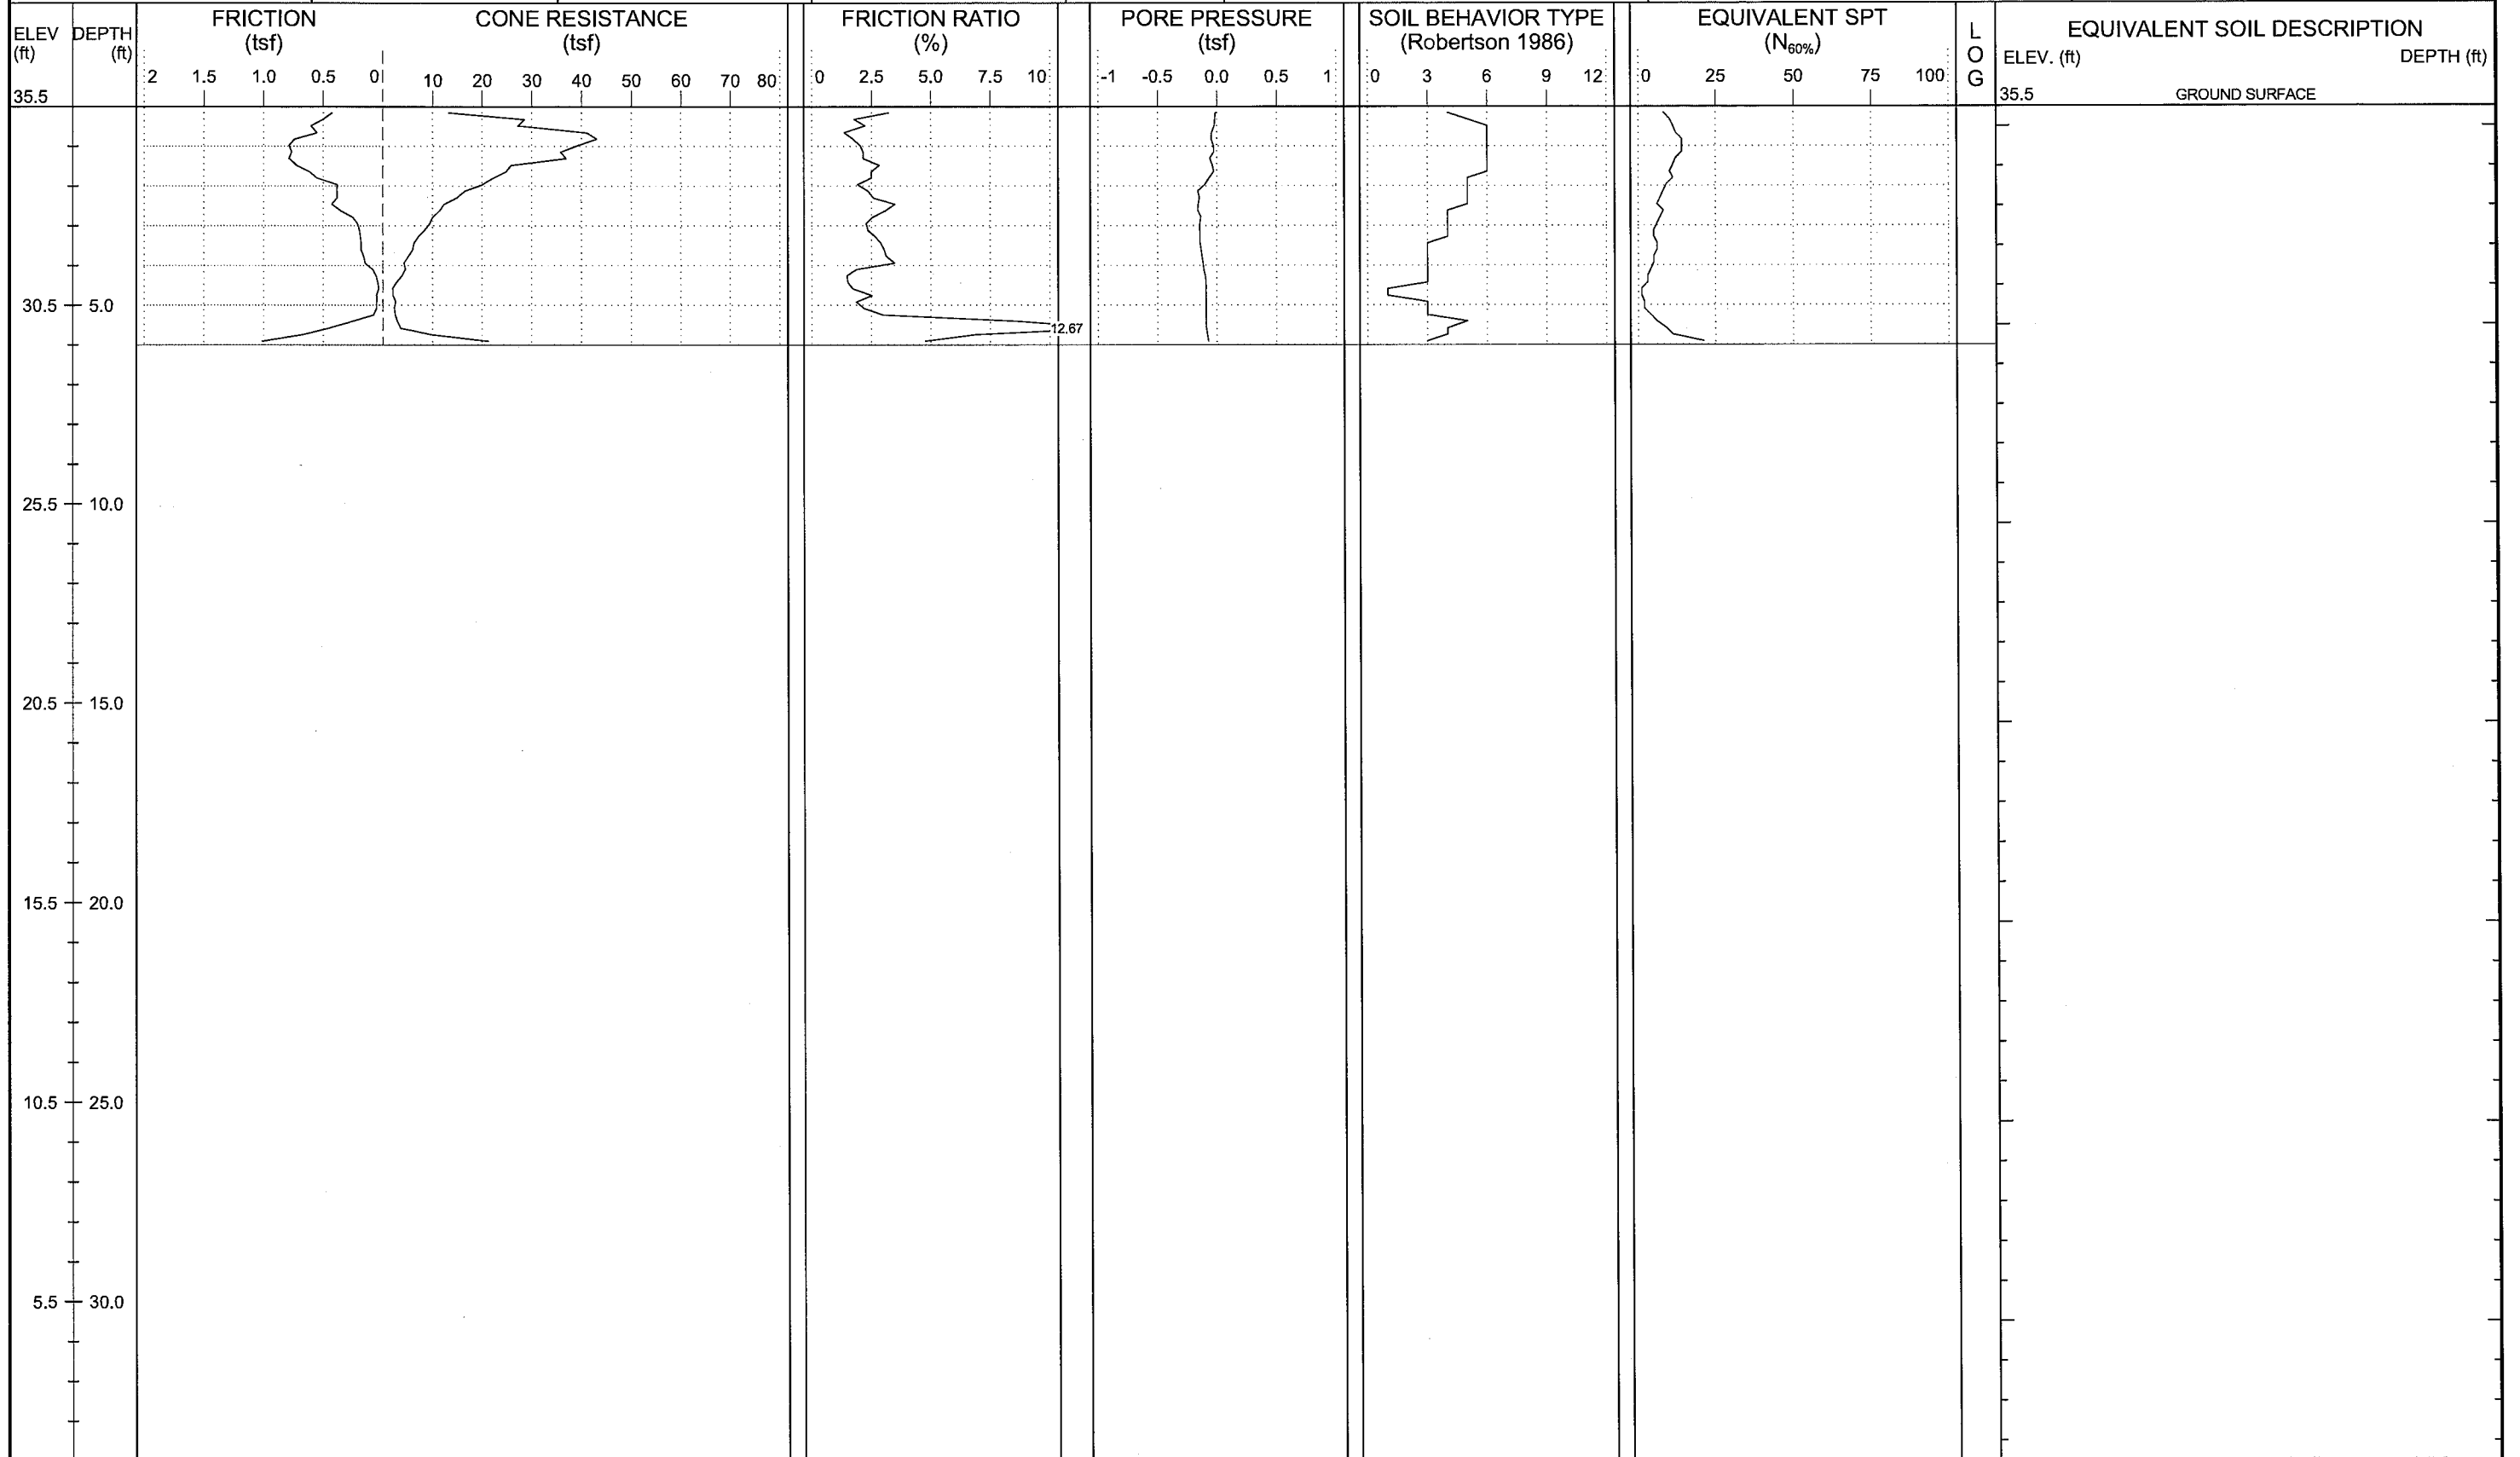 FRICTION
(tsf)
CONE RESISTANCE
(tsf)
FRICTION RATIO
(%)
PORE PRESSURE
(tsf)
SOIL BEHAVIOR TYPE
(Robertson 1986)
EQUIVALENT SPT
(N60%)
L
O
G
EQUIVALENT SOIL DESCRIPTION
ELEV. (ft) DEPTH (ft)
ELEV
(ft)
DEPTH
(ft)
2 1.5 1.0 0.5 0 10 20 30 40 50 60 70 80
0 2.5 5.0 7.5 10
-1 -0.5 0.0 0.5 1
0 3 6 9 12
0 25 50 75 100
35.5
35.5 GROUND SURFACE
30.5 5.0
12.67
25.5 10.0
20.5 15.0
15.5 20.0
10.5 25.0
5.5 30.0